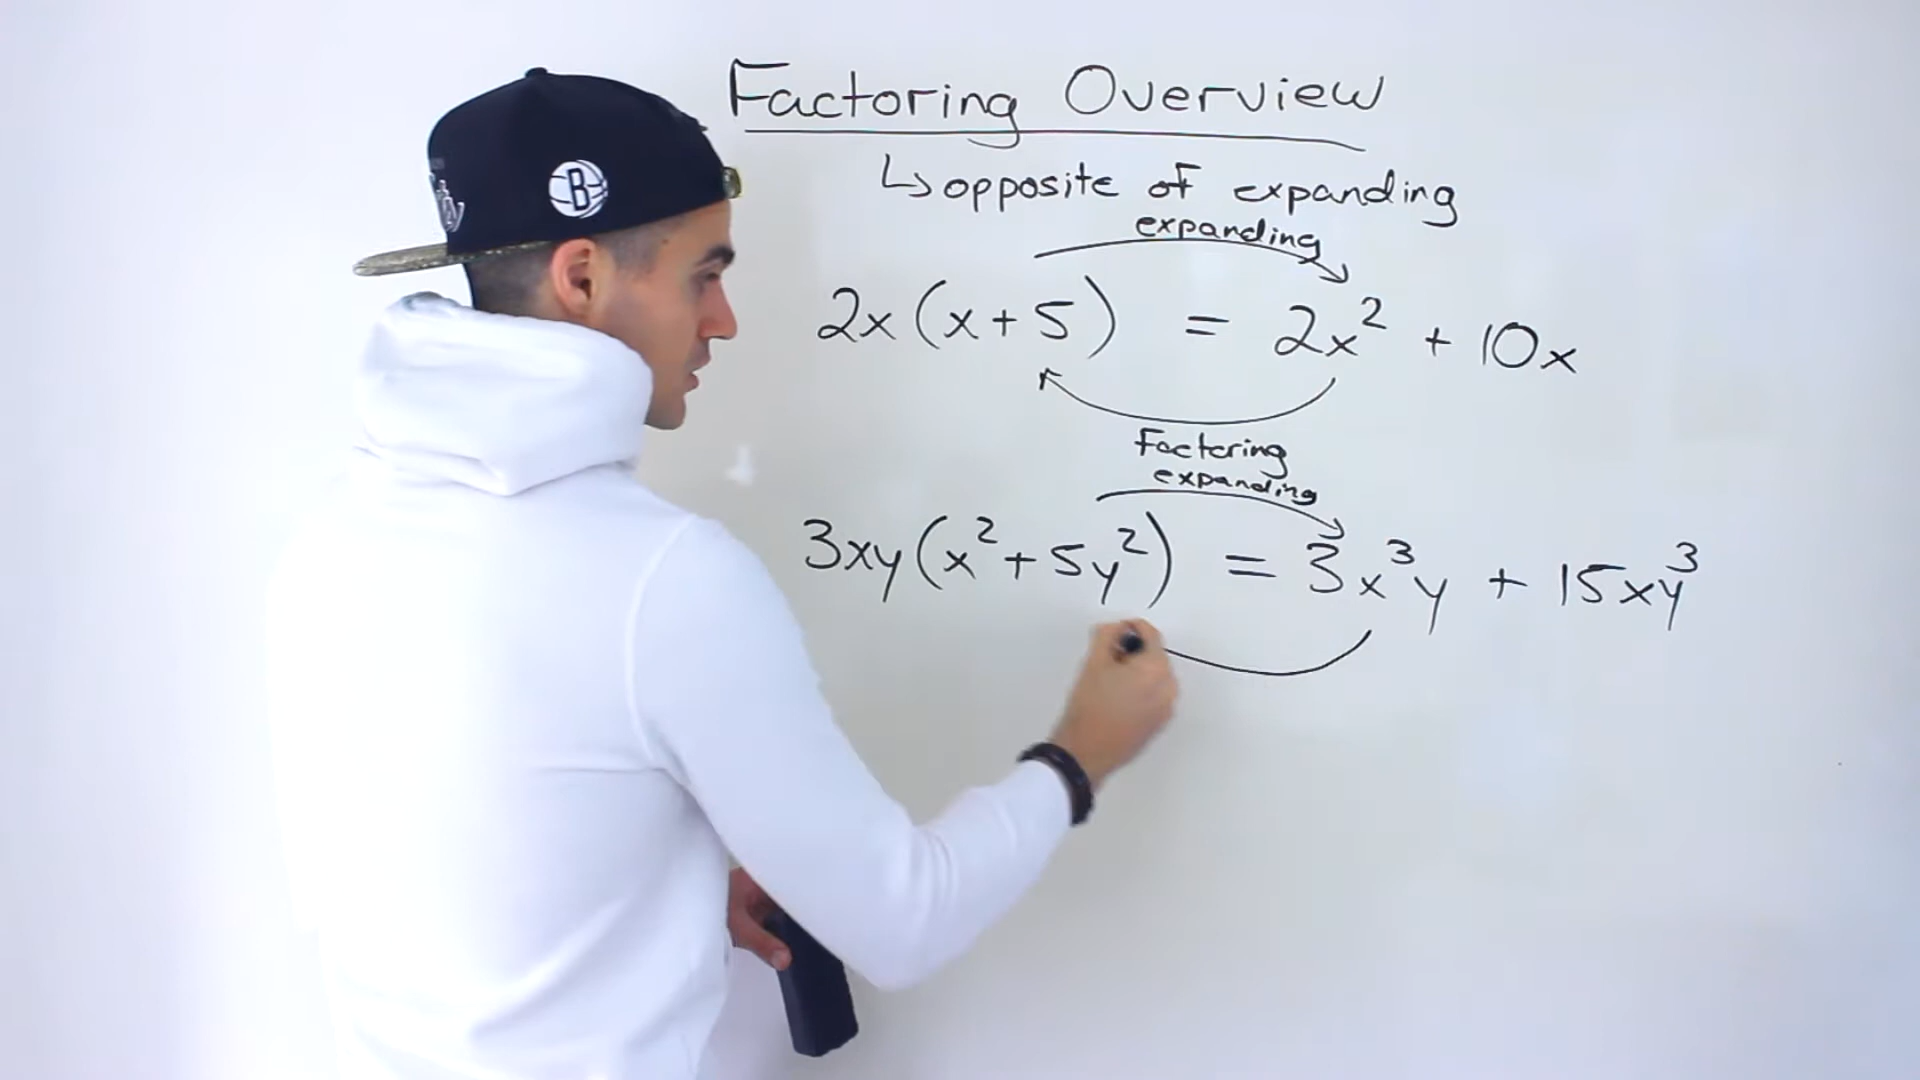 Factoring Overview
↳ opposite of expanding
expanding
2x(x+5) = 2x² + 10x
Factoring
expanding
3xy(x²+5y²) = 3x³y + 15xy³
B